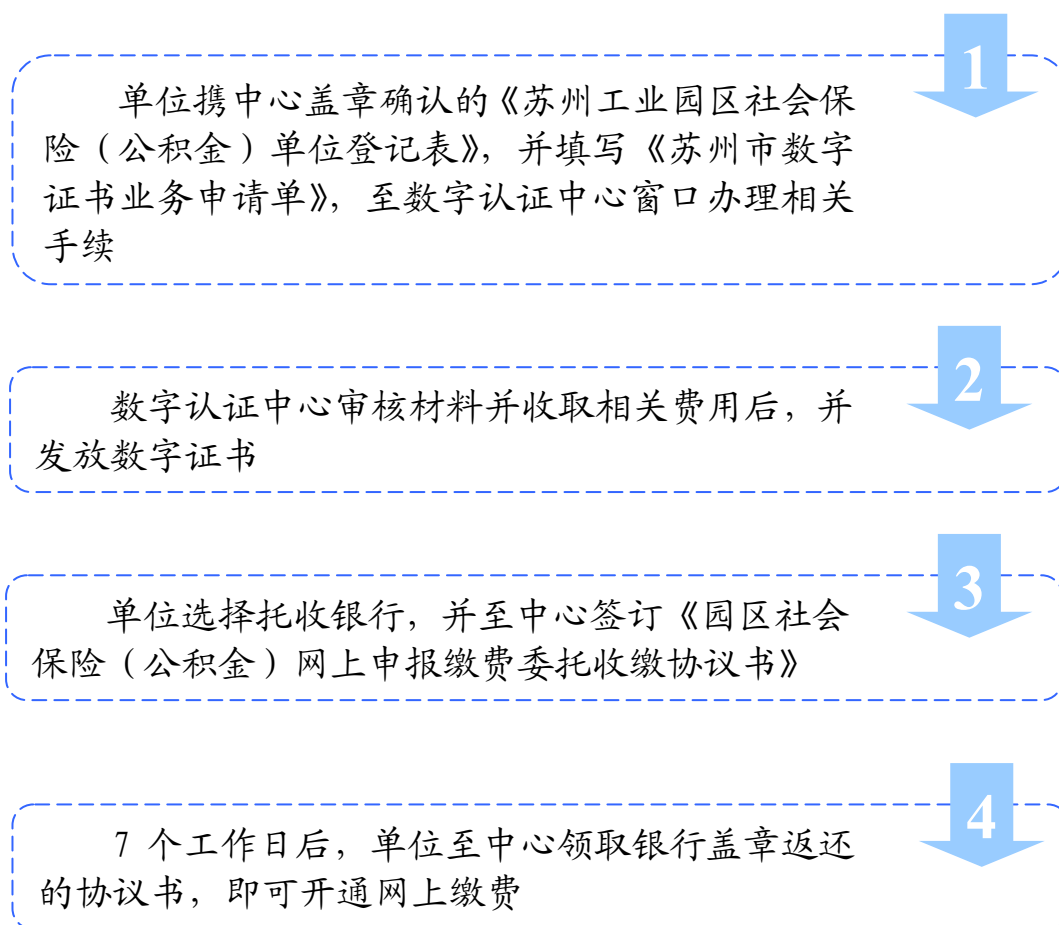 1
单位携中心盖章确认的《苏州工业园区社会保
险（公积金）单位登记表》，并填写《苏州市数字
证书业务申请单》，至数字认证中心窗口办理相关
手续
2
数字认证中心审核材料并收取相关费用后，并
发放数字证书
3
单位选择托收银行，并至中心签订《园区社会
保险（公积金）网上申报缴费委托收缴协议书》
4
7 个工作日后，单位至中心领取银行盖章返还
的协议书，即可开通网上缴费